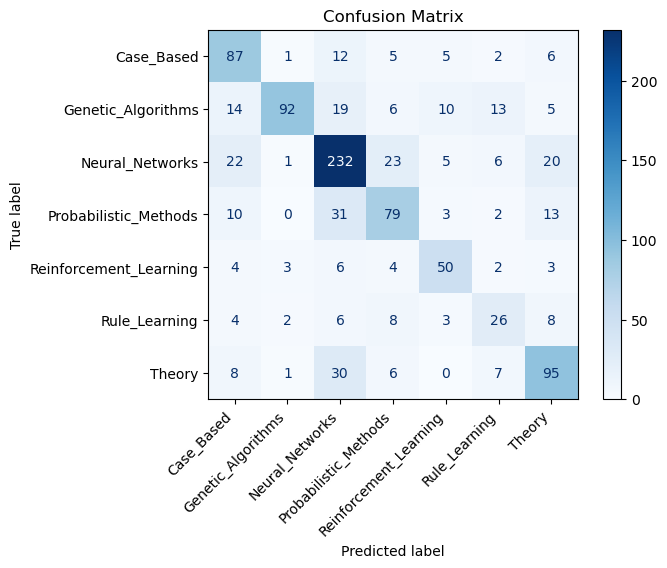 Confusion Matrix
True label
Case_Based 87 1 12 5 5 2 6
Genetic_Algorithms 14 92 19 6 10 13 5
Neural_Networks 22 1 232 23 5 6 20
Probabilistic_Methods 10 0 31 79 3 2 13
Reinforcement_Learning 4 3 6 4 50 2 3
Rule_Learning 4 2 6 8 3 26 8
Theory 8 1 30 6 0 7 95
Case_Based
Genetic_Algorithms
Neural_Networks
Probabilistic_Methods
Reinforcement_Learning
Rule_Learning
Theory
Predicted label
200
150
100
50
0